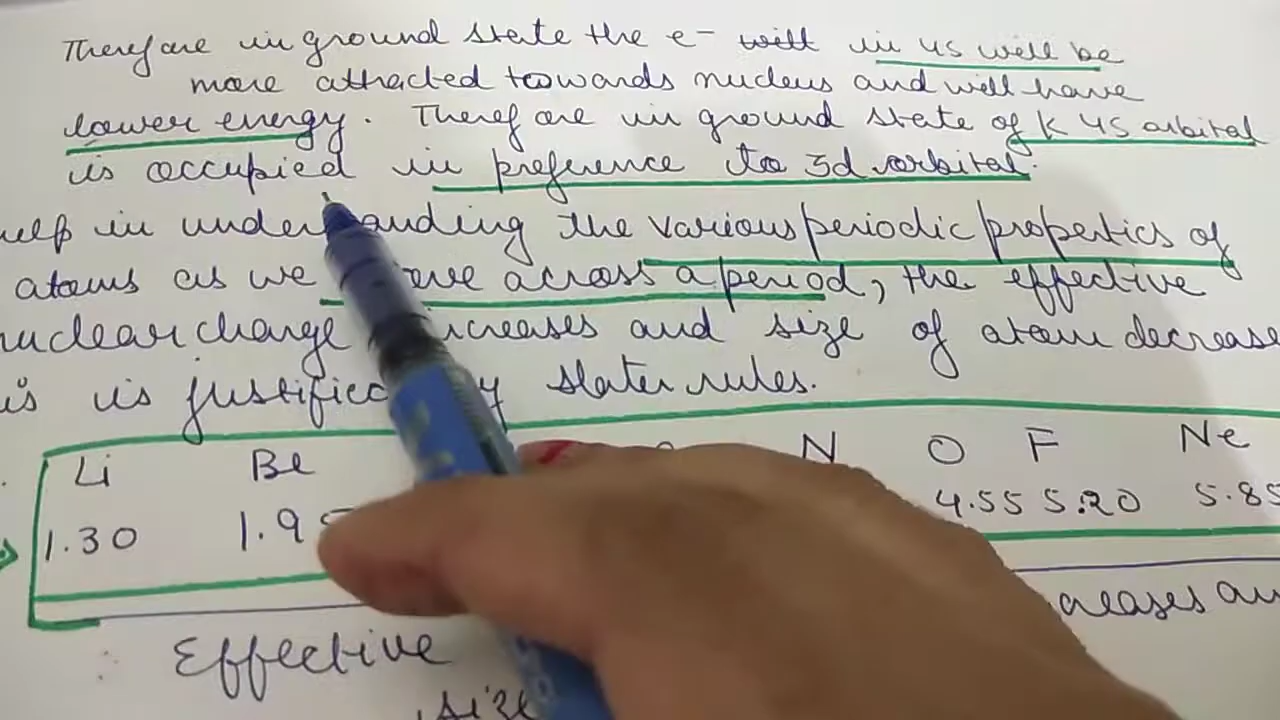 Therefore in ground state the e- will in 4s will be
more attracted towards nucleus and will have
lower energy. Therefore in ground state of K 4s orbital
is occupied in preference to 3d orbital.
help in understanding the various periodic properties of
atoms as we across a period, the effective
nuclear charge increases and size of atom decrease
is by slater rules.
Li Be N O F Ne
1.30 1.9 4.55 5.20 5.85
Effective
size